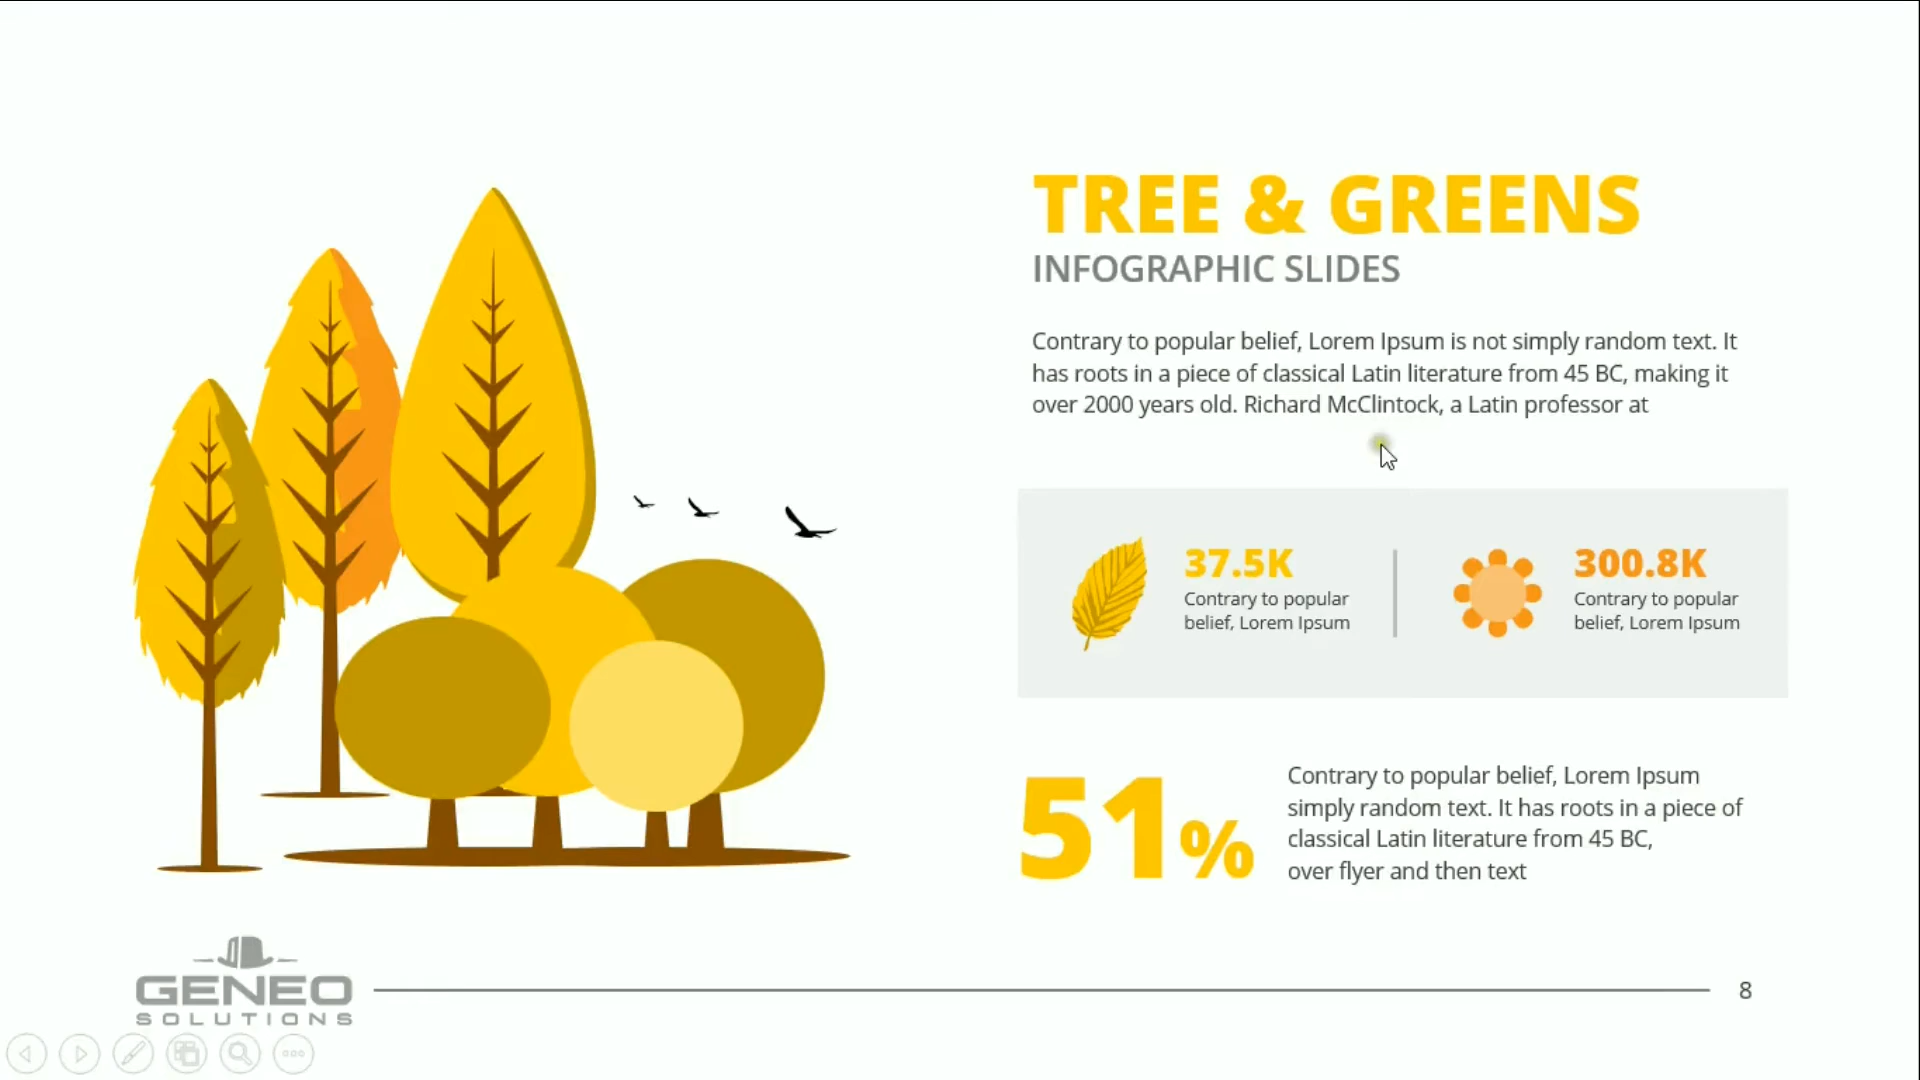 TREE & GREENS
INFOGRAPHIC SLIDES
Contrary to popular belief, Lorem Ipsum is not simply random text. It
has roots in a piece of classical Latin literature from 45 BC, making it
over 2000 years old. Richard McClintock, a Latin professor at
37.5K
Contrary to popular
belief, Lorem Ipsum
300.8K
Contrary to popular
belief, Lorem Ipsum
51%
Contrary to popular belief, Lorem Ipsum
simply random text. It has roots in a piece of
classical Latin literature from 45 BC,
over flyer and then text
GENEO
SOLUTIONS
8